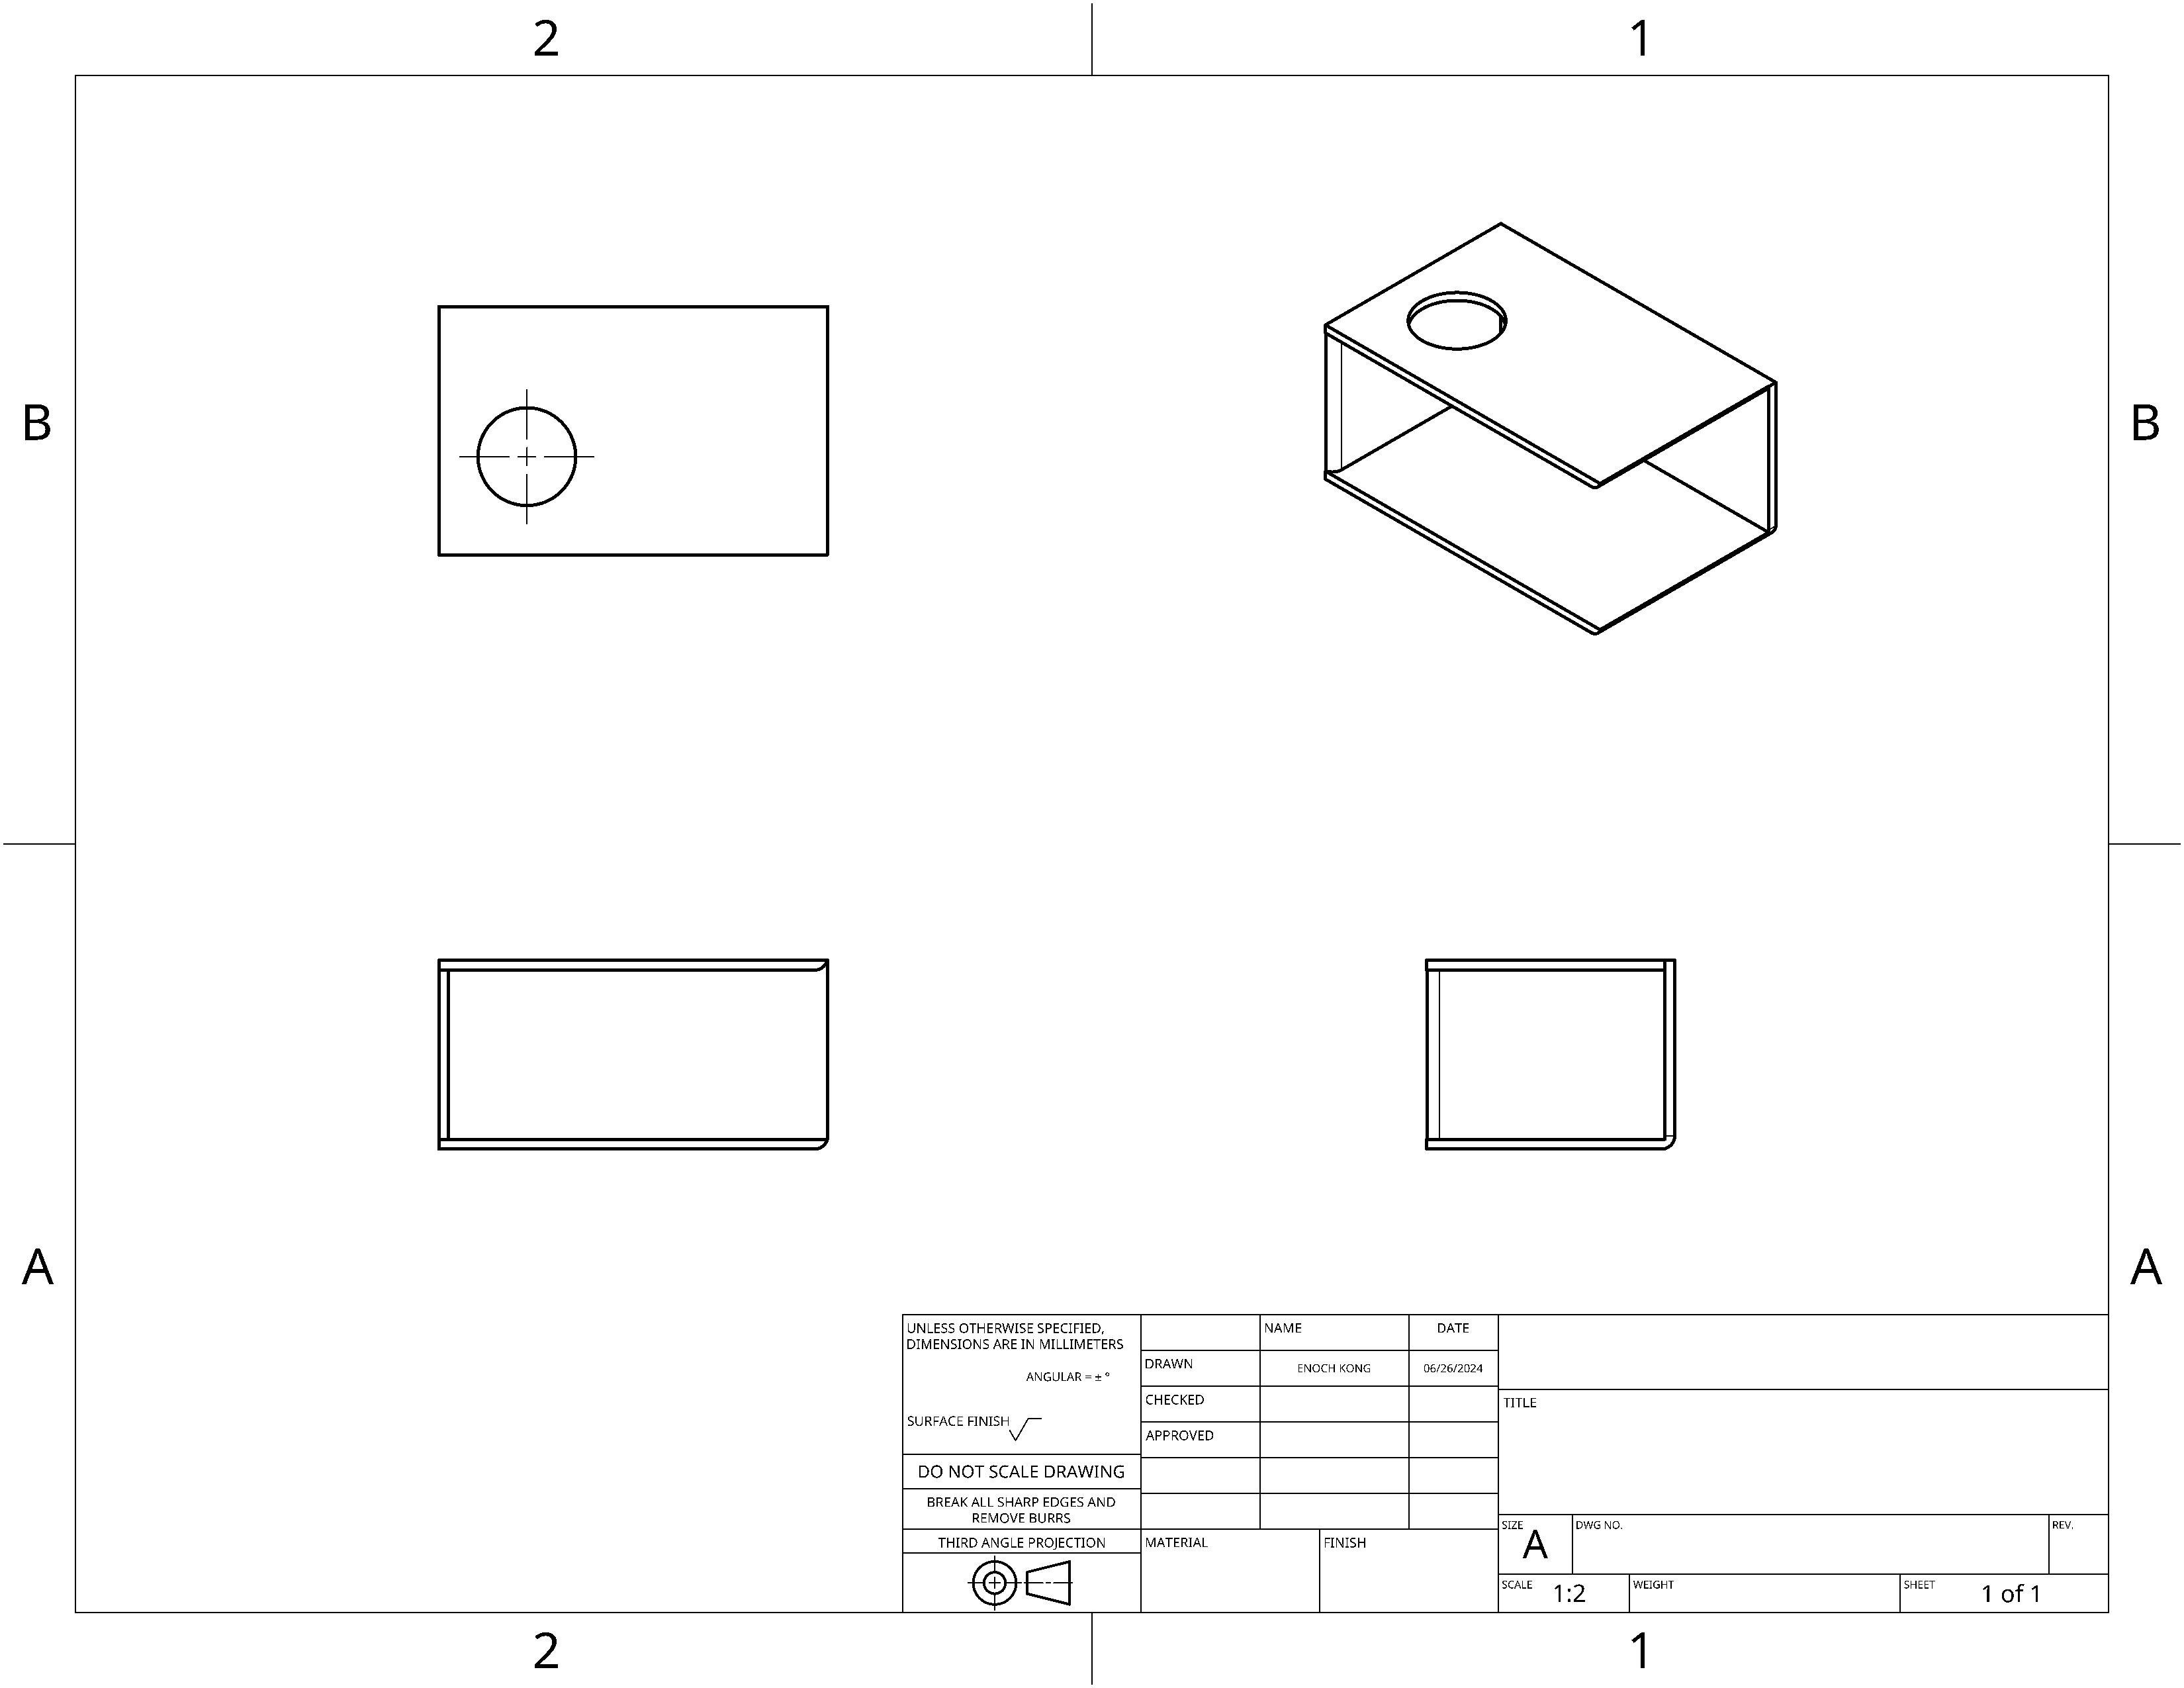 2 1
B B
A A
UNLESS OTHERWISE SPECIFIED,
DIMENSIONS ARE IN MILLIMETERS
ANGULAR = ± °
SURFACE FINISH
DO NOT SCALE DRAWING
BREAK ALL SHARP EDGES AND
REMOVE BURRS
THIRD ANGLE PROJECTION
NAME DATE
DRAWN ENOCH KONG 06/26/2024
CHECKED
APPROVED
MATERIAL FINISH
TITLE
SIZE A DWG NO. REV.
SCALE 1:2 WEIGHT SHEET 1 of 1
2 1